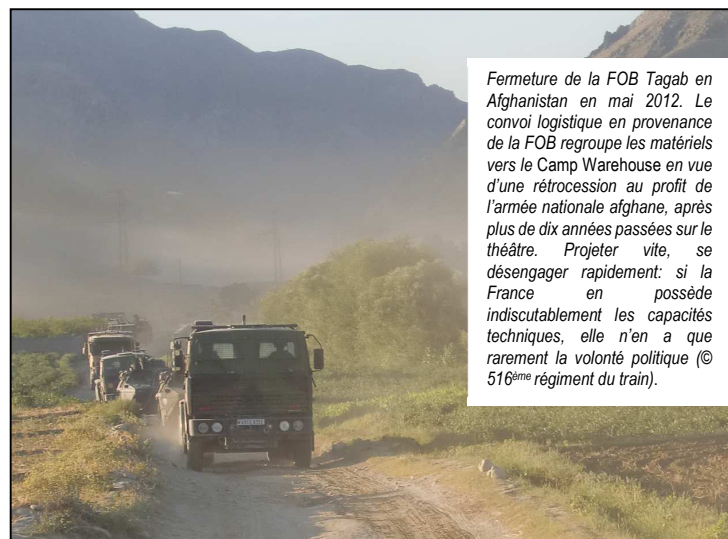 Fermeture de la FOB Tagab en
Afghanistan en mai 2012. Le
convoi logistique en provenance
de la FOB regroupe les matériels
vers le Camp Warehouse en vue
d’une rétrocession au profit de
l’armée nationale afghane, après
plus de dix années passées sur le
théâtre. Projeter vite, se
désengager rapidement: si la
France en possède
indiscutablement les capacités
techniques, elle n’en a que
rarement la volonté politique (©
516ème régiment du train).